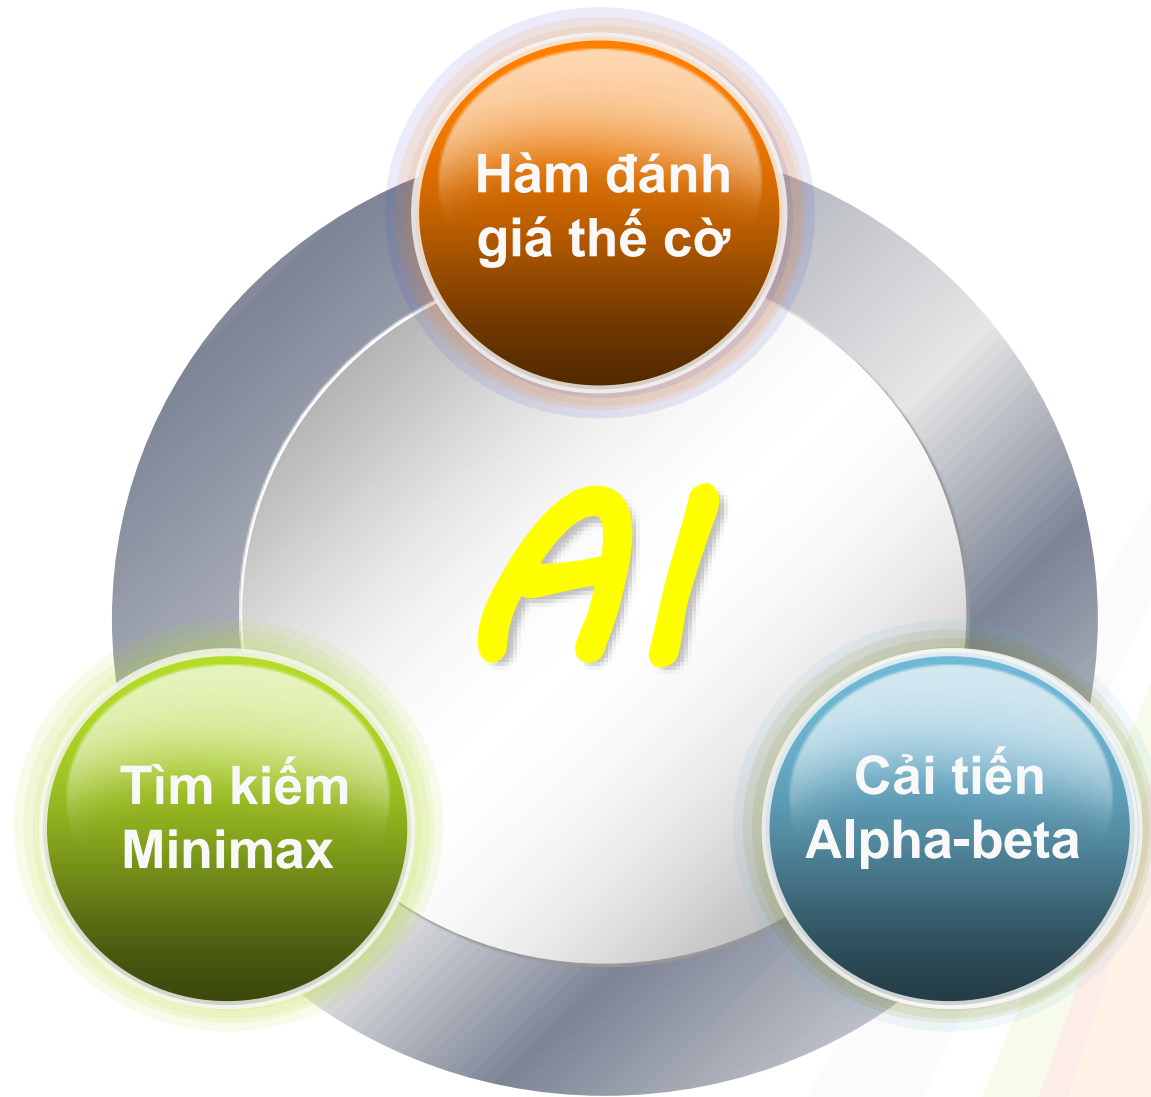 Hàm đánh
giá thế cờ
AI
Tìm kiếm
Minimax
Cải tiến
Alpha-beta